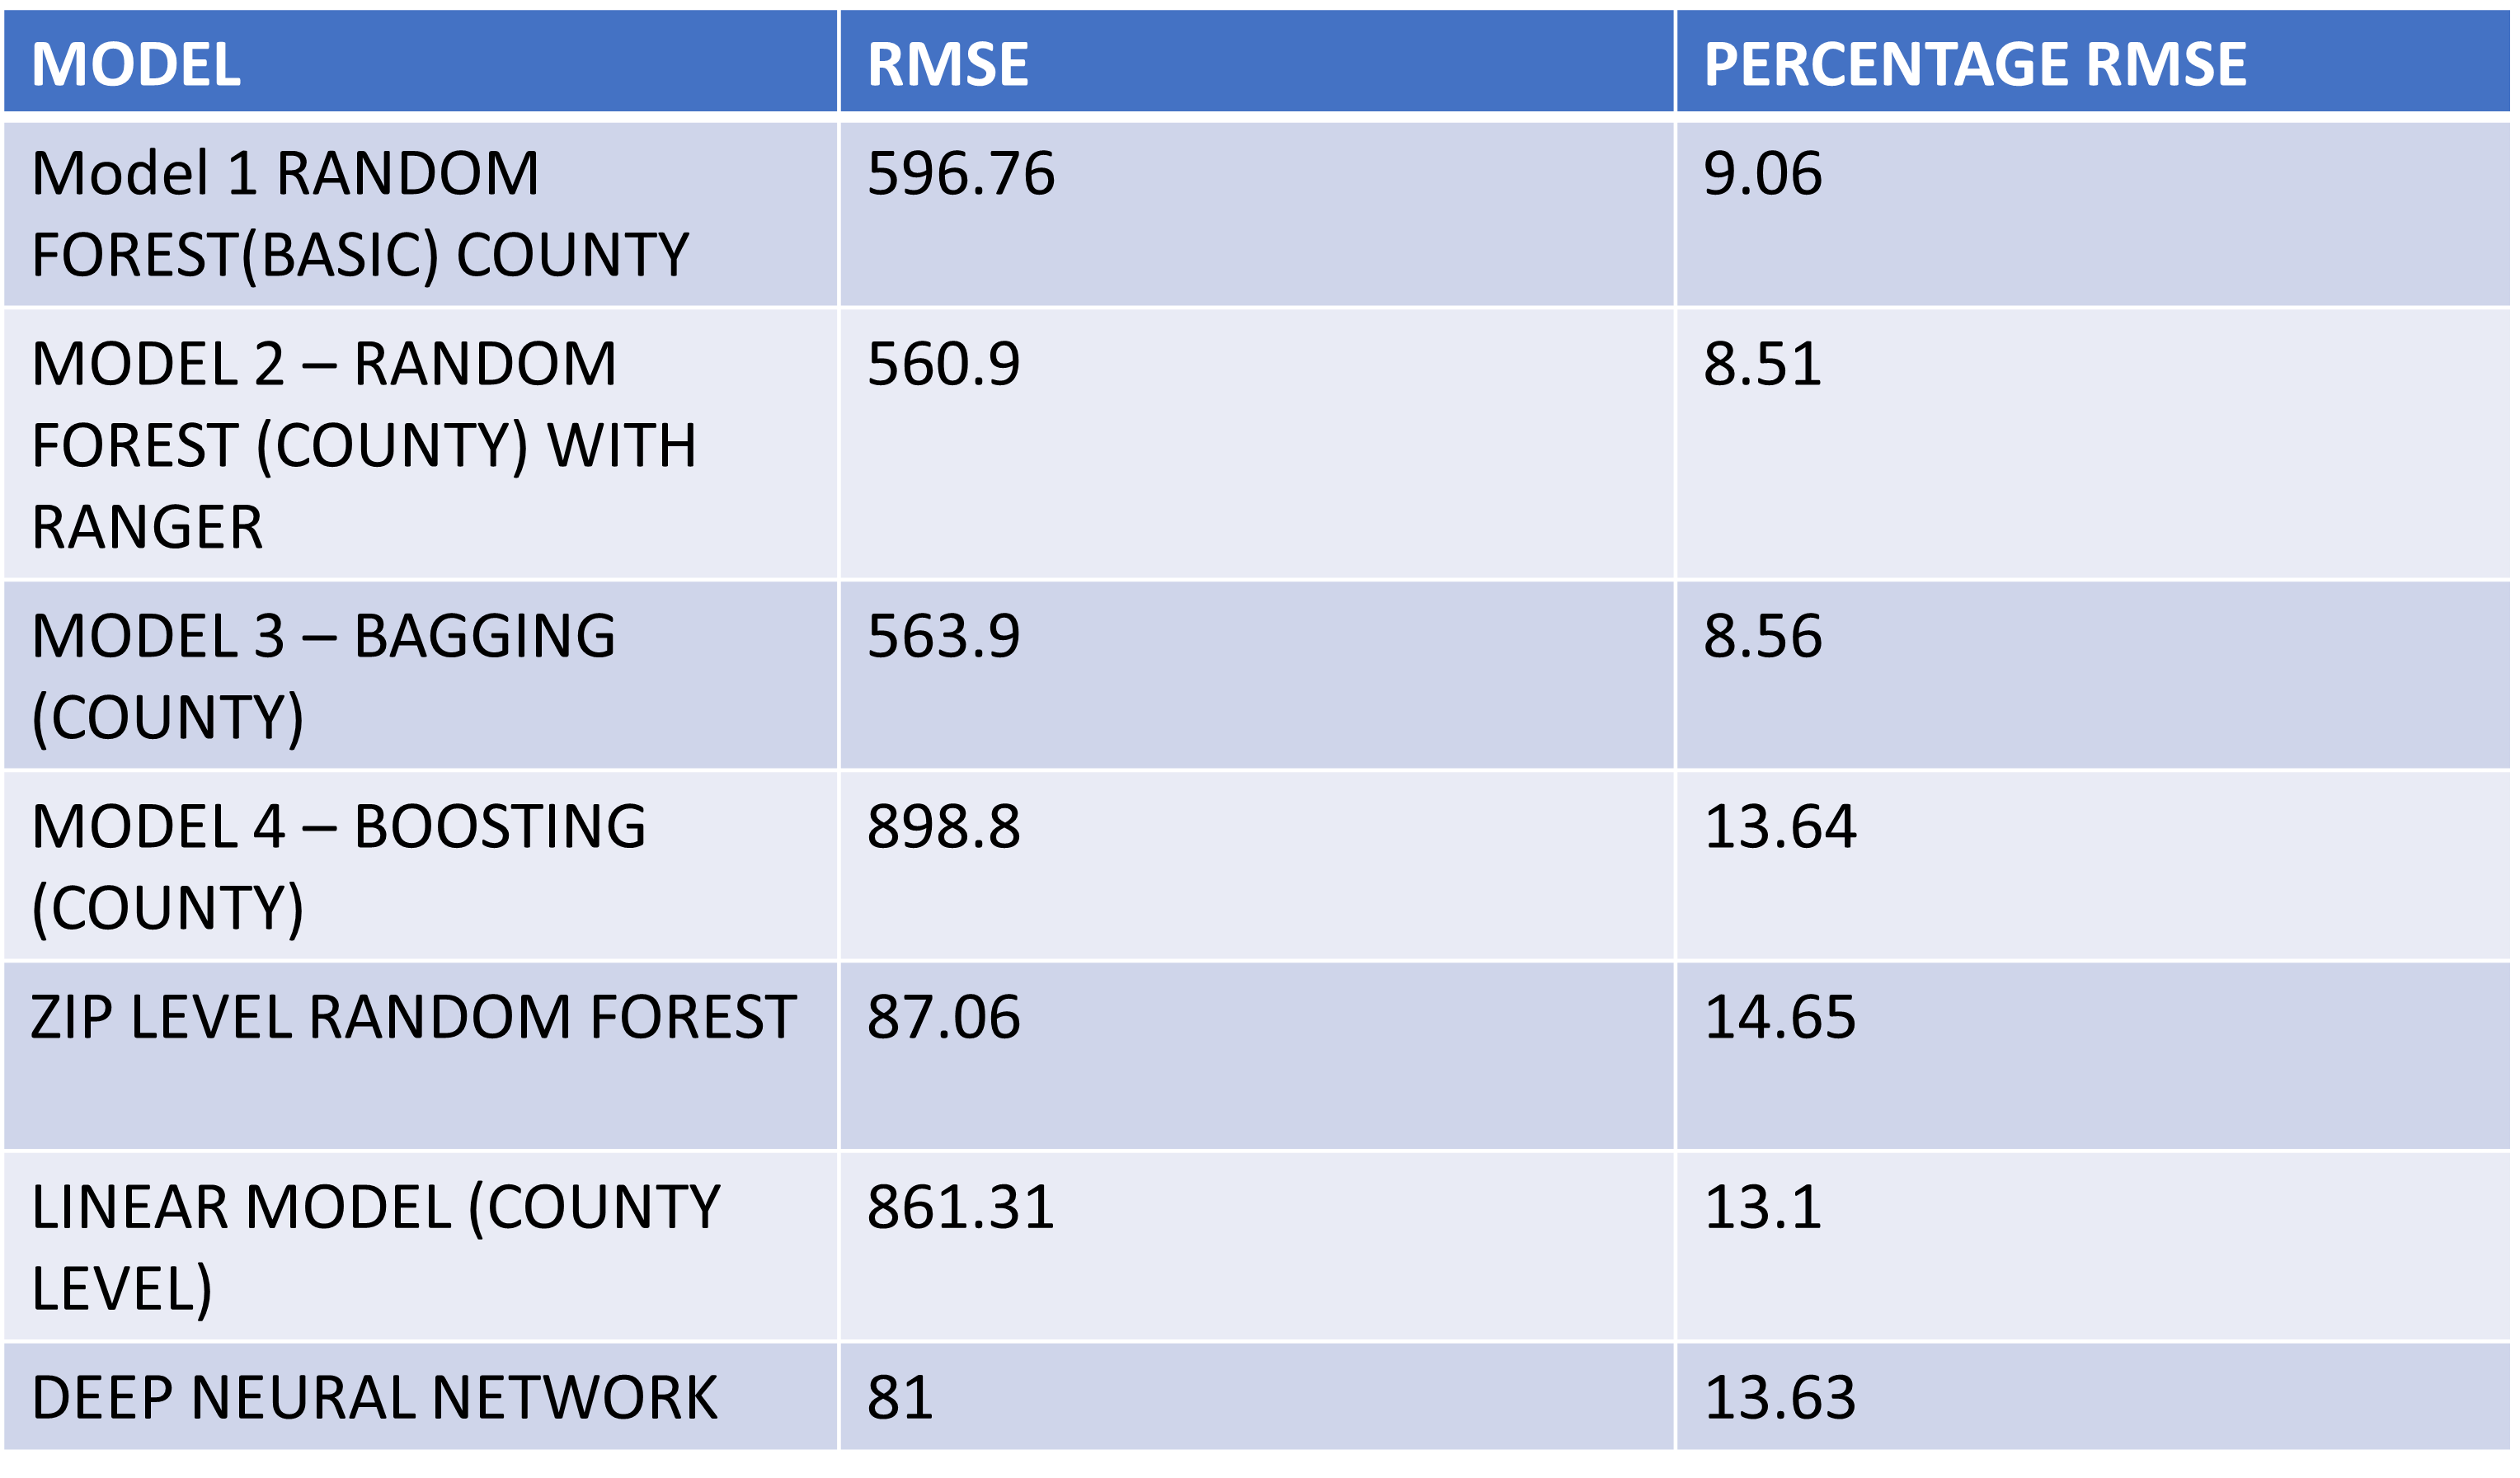 MODEL RMSE PERCENTAGE RMSE
Model 1 RANDOM 596.76 9.06
FOREST(BASIC) COUNTY
MODEL 2 – RANDOM 560.9 8.51
FOREST (COUNTY) WITH
RANGER
MODEL 3 – BAGGING 563.9 8.56
(COUNTY)
MODEL 4 – BOOSTING 898.8 13.64
(COUNTY)
ZIP LEVEL RANDOM FOREST 87.06 14.65
LINEAR MODEL (COUNTY 861.31 13.1
LEVEL)
DEEP NEURAL NETWORK 81 13.63